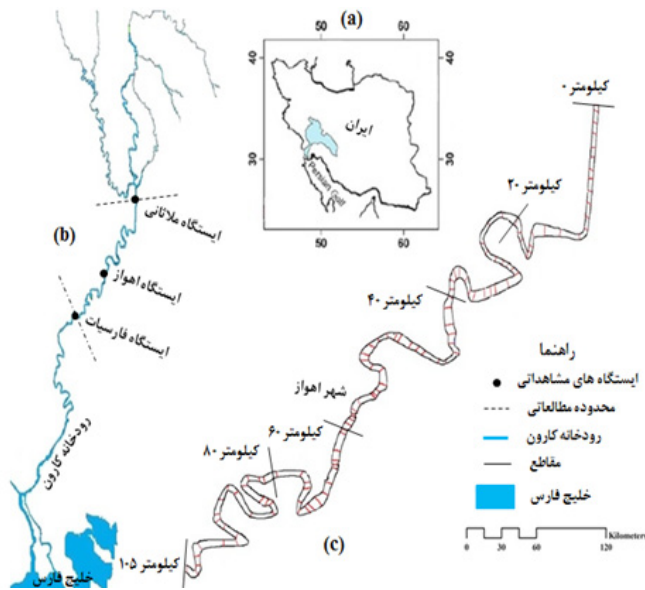 (a)
50
60
40
40
ایران
30
30
Persian Golf
50
60
(b)
ایستگاه ملاثانی
ایستگاه اهواز
ایستگاه فارسیات
رودخانه کارون
خلیج فارس
(c)
کیلومتر ۰
کیلومتر ۲۰
کیلومتر ۴۰
شهر اهواز
کیلومتر ۶۰
کیلومتر ۸۰
کیلومتر ۱۰۵
راهنما
ایستگاه های مشاهداتی
محدوده مطالعاتی
رودخانه کارون
مقاطع
خلیج فارس
Kilometers
0 30 60 120